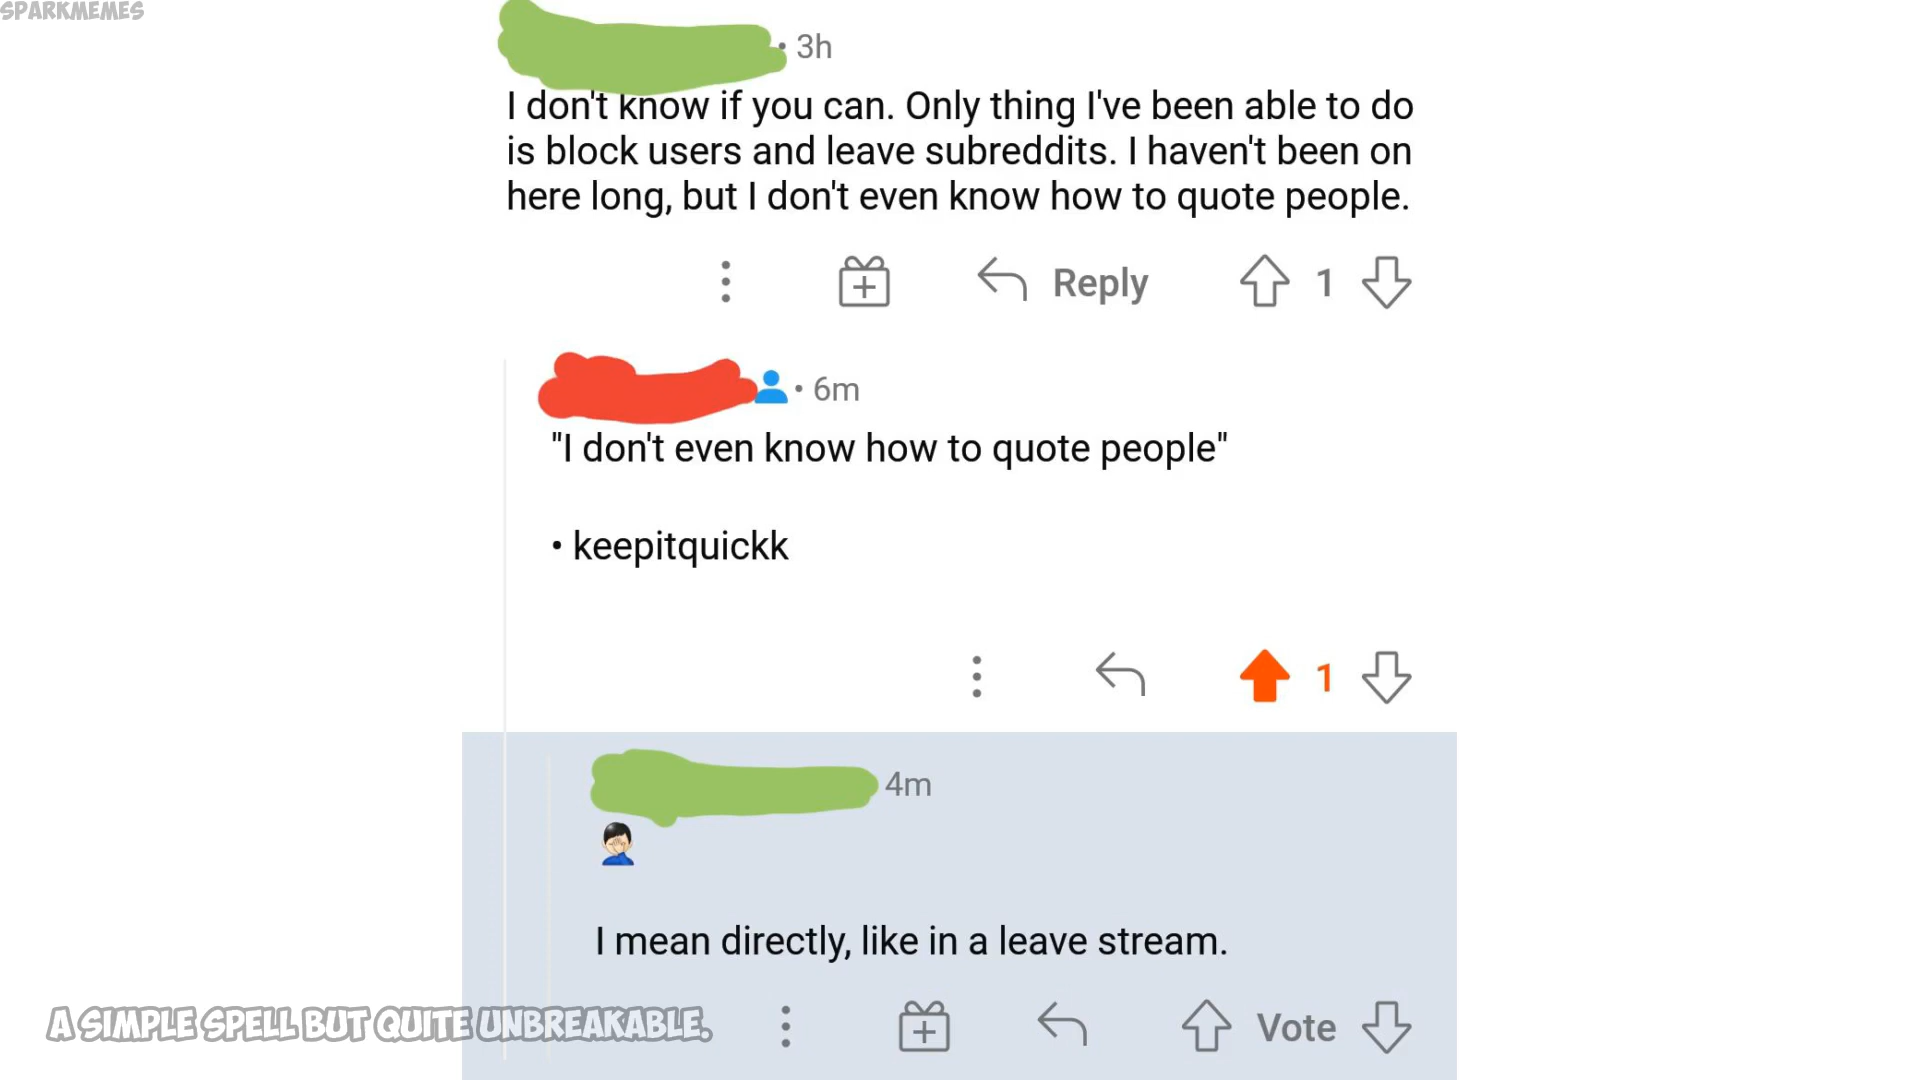 SPARKMEMES
• 3h
I don't know if you can. Only thing I've been able to do
is block users and leave subreddits. I haven't been on
here long, but I don't even know how to quote people.
Reply 1
• 6m
"I don't even know how to quote people"
• keepitquickk
1
4m
I mean directly, like in a leave stream.
A SIMPLE SPELL BUT QUITE UNBREAKABLE.
Vote